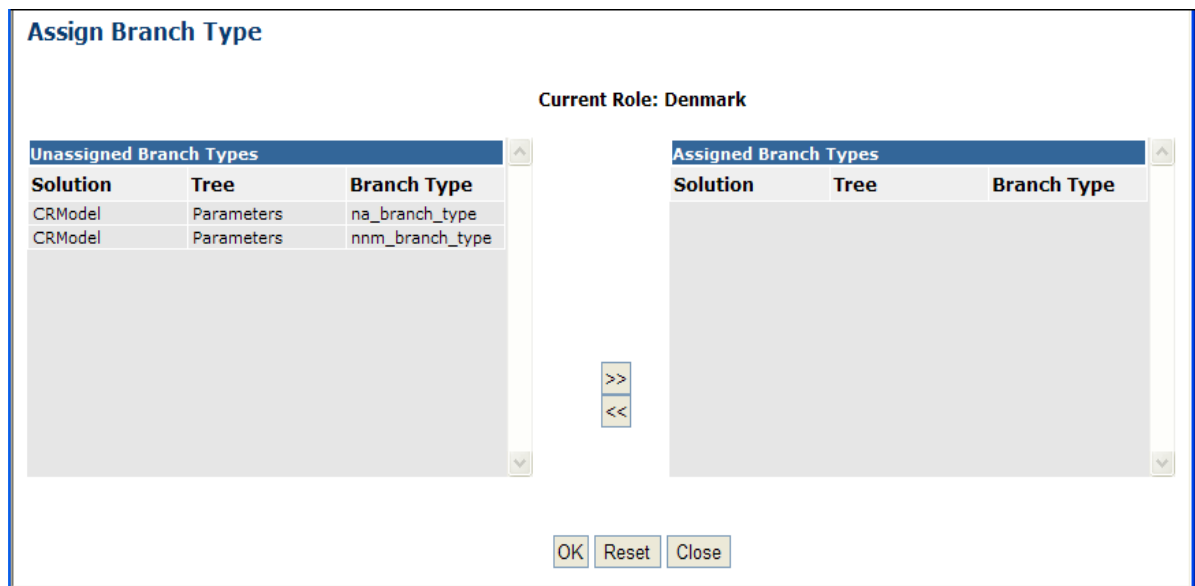 Assign Branch Type
Current Role: Denmark
Unassigned Branch Types
Solution Tree Branch Type
CRModel Parameters na_branch_type
CRModel Parameters nnm_branch_type
Assigned Branch Types
Solution Tree Branch Type
>>
<<
OK Reset Close